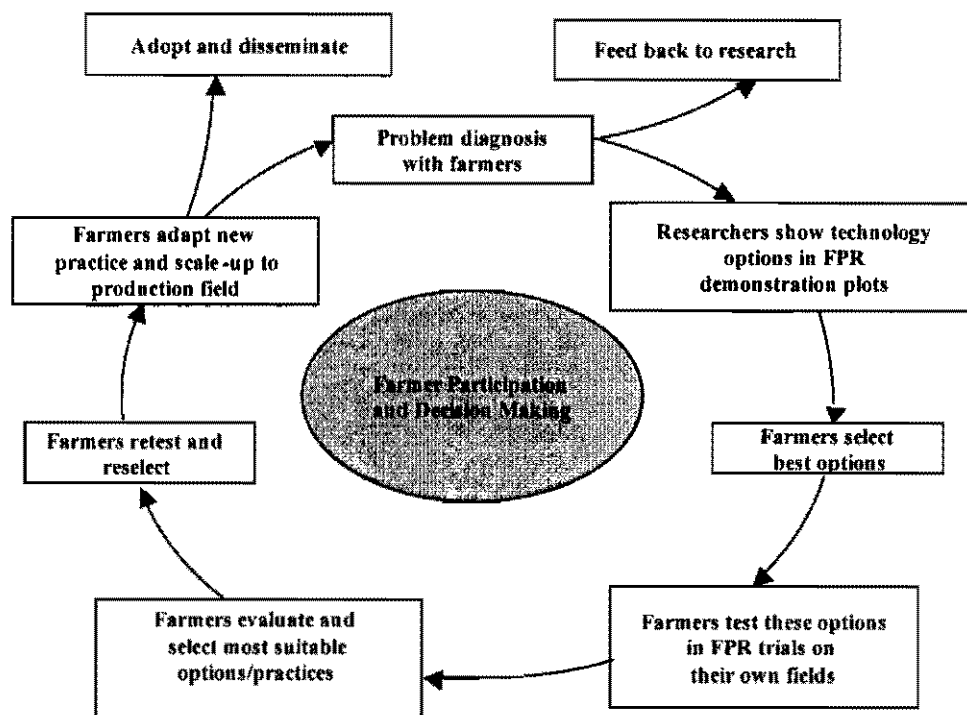 Adopt and disseminate
Feed back to research
Problem diagnosis
with farmers
Farmers adapt new
practice and scale-up to
production field
Researchers show technology
options in FPR
demonstration plots
Farmer Participation
and Decision Making
Farmers retest and
reselect
Farmers select
best options
Farmers evaluate and
select most suitable
options/practices
Farmers test these options
in FPR trials on
their own fields